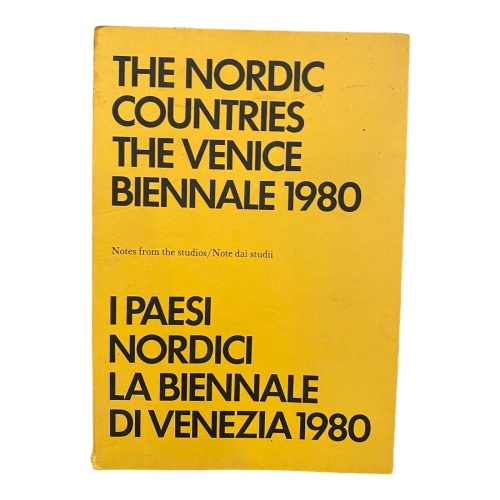 THE NORDIC
COUNTRIES
THE VENICE
BIENNALE 1980
Notes from the studios/Note dai studii
I PAESI
NORDICI
LA BIENNALE
DI VENEZIA 1980